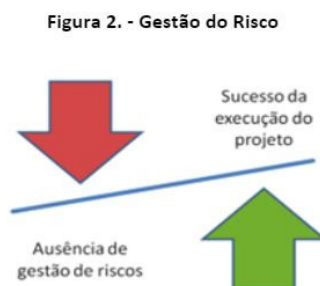 Figura 2. - Gestão do Risco
Sucesso da
execução do
projeto
Ausência de
gestão de riscos